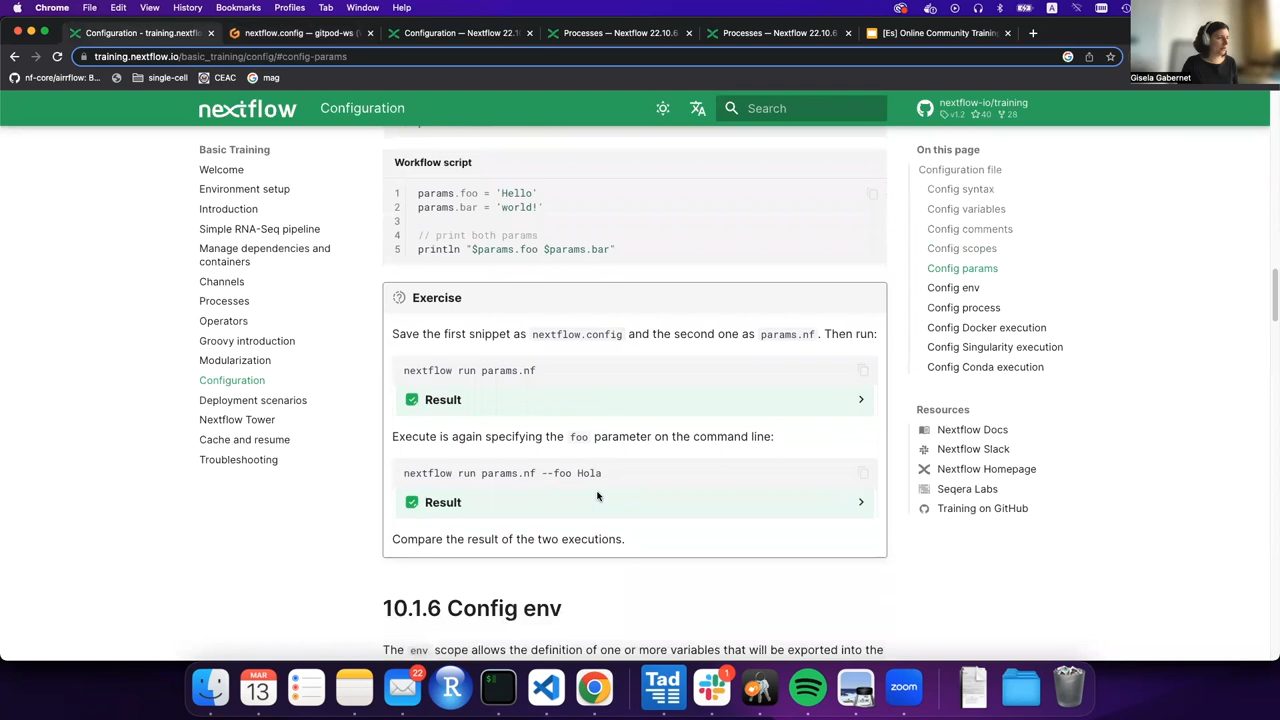 Chrome File Edit View History Bookmarks Profiles Tab Window Help
Configuration - training.nextfl
nextflow.config — gitpod-ws (
Configuration — Nextflow 22.1
Processes — Nextflow 22.10.6
Processes — Nextflow 22.10.6
[Es] Online Community Trainin
training.nextflow.io/basic_training/config/#config-params
nf-core/airrflow: B...
single-cell
CEAC
mag
Gisela Gabernet
nextflow
Configuration
Search
nextflow-io/training
v1.2 40 28
Basic Training
Welcome
Environment setup
Introduction
Simple RNA-Seq pipeline
Manage dependencies and
containers
Channels
Processes
Operators
Groovy introduction
Modularization
Configuration
Deployment scenarios
Nextflow Tower
Cache and resume
Troubleshooting
Workflow script
1 params.foo = 'Hello'
2 params.bar = 'world!'
3
4 // print both params
5 println "$params.foo $params.bar"
Exercise
Save the first snippet as nextflow.config and the second one as params.nf. Then run:
nextflow run params.nf
Result
Execute is again specifying the foo parameter on the command line:
nextflow run params.nf --foo Hola
Result
Compare the result of the two executions.
10.1.6 Config env
The env scope allows the definition of one or more variables that will be exported into the
On this page
Configuration file
Config syntax
Config variables
Config comments
Config scopes
Config params
Config env
Config process
Config Docker execution
Config Singularity execution
Config Conda execution
Resources
Nextflow Docs
Nextflow Slack
Nextflow Homepage
Seqera Labs
Training on GitHub
MAR
13
22
R
Tad
1
zoom